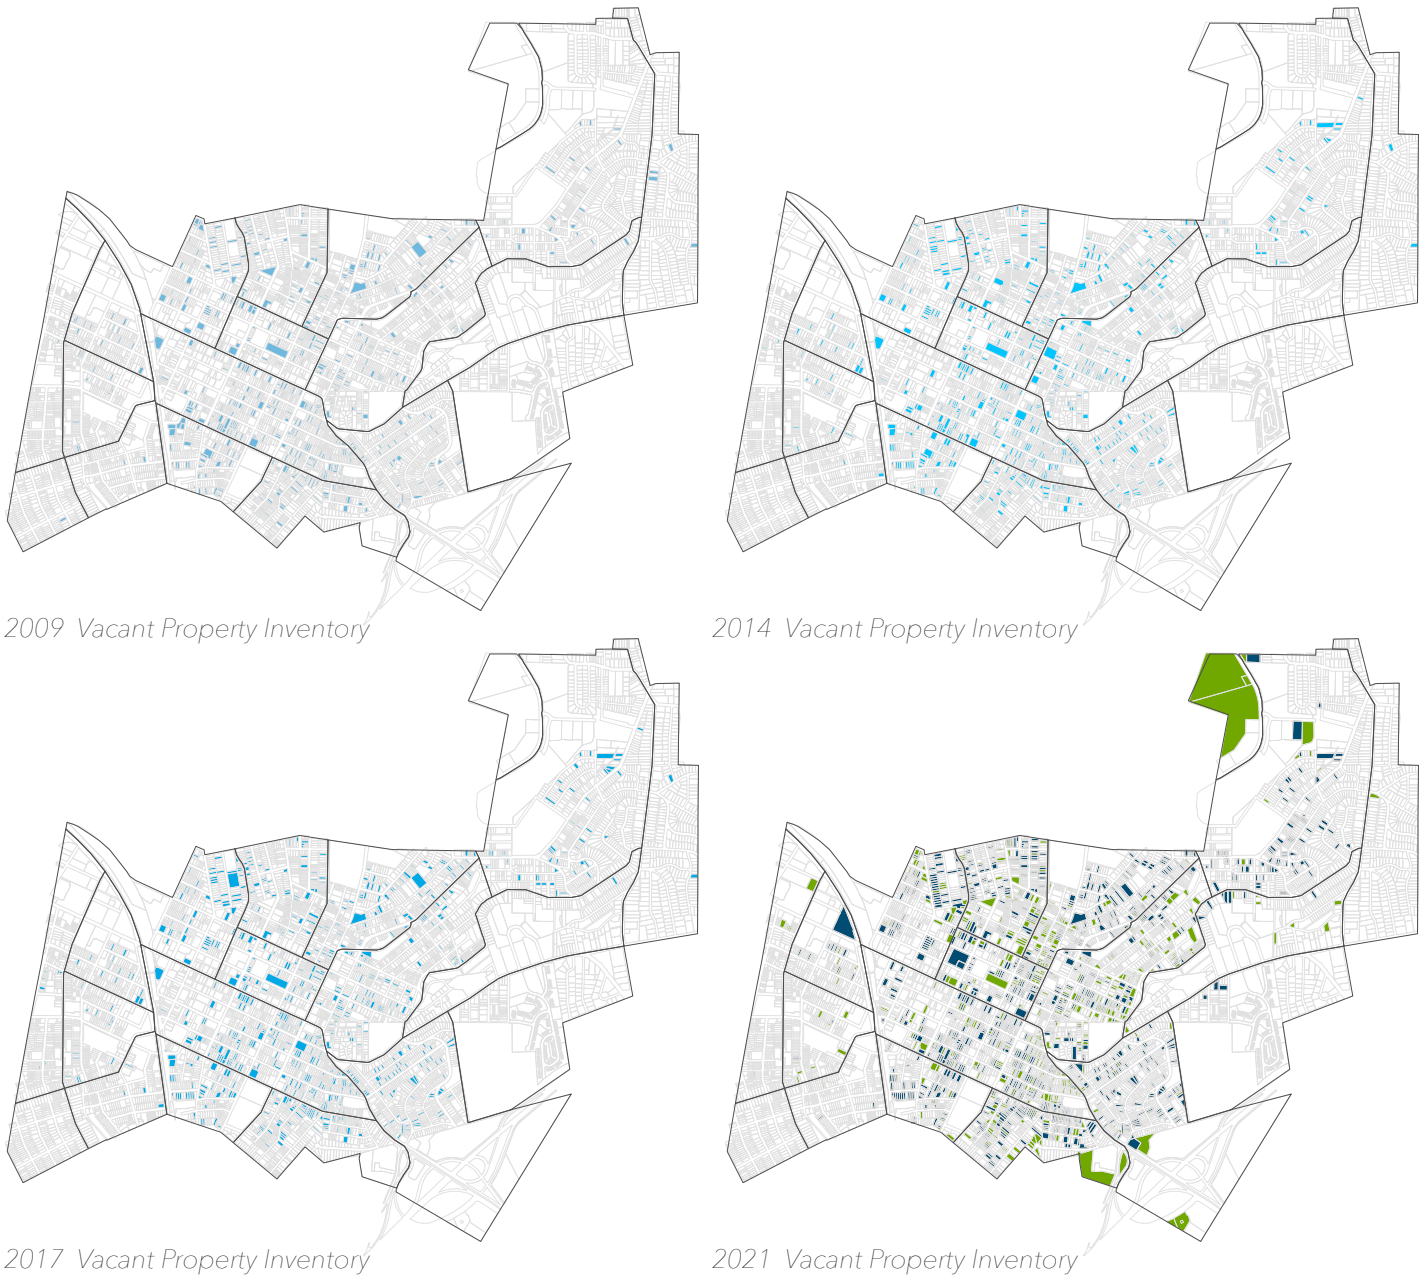 2009 Vacant Property Inventory
2014 Vacant Property Inventory
2017 Vacant Property Inventory
2021 Vacant Property Inventory